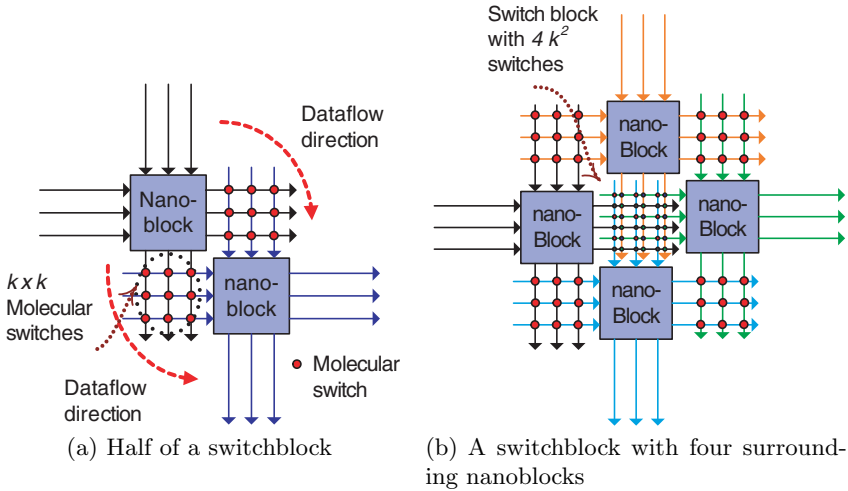 Switch block
with 4 k²
switches
Dataflow
direction
Nano-
block
nano-
block
k x k
Molecular
switches
Dataflow
direction
Molecular
switch
nano-
Block
nano-
Block
nano-
Block
nano-
Block
(a) Half of a switchblock
(b) A switchblock with four surround-
ing nanoblocks